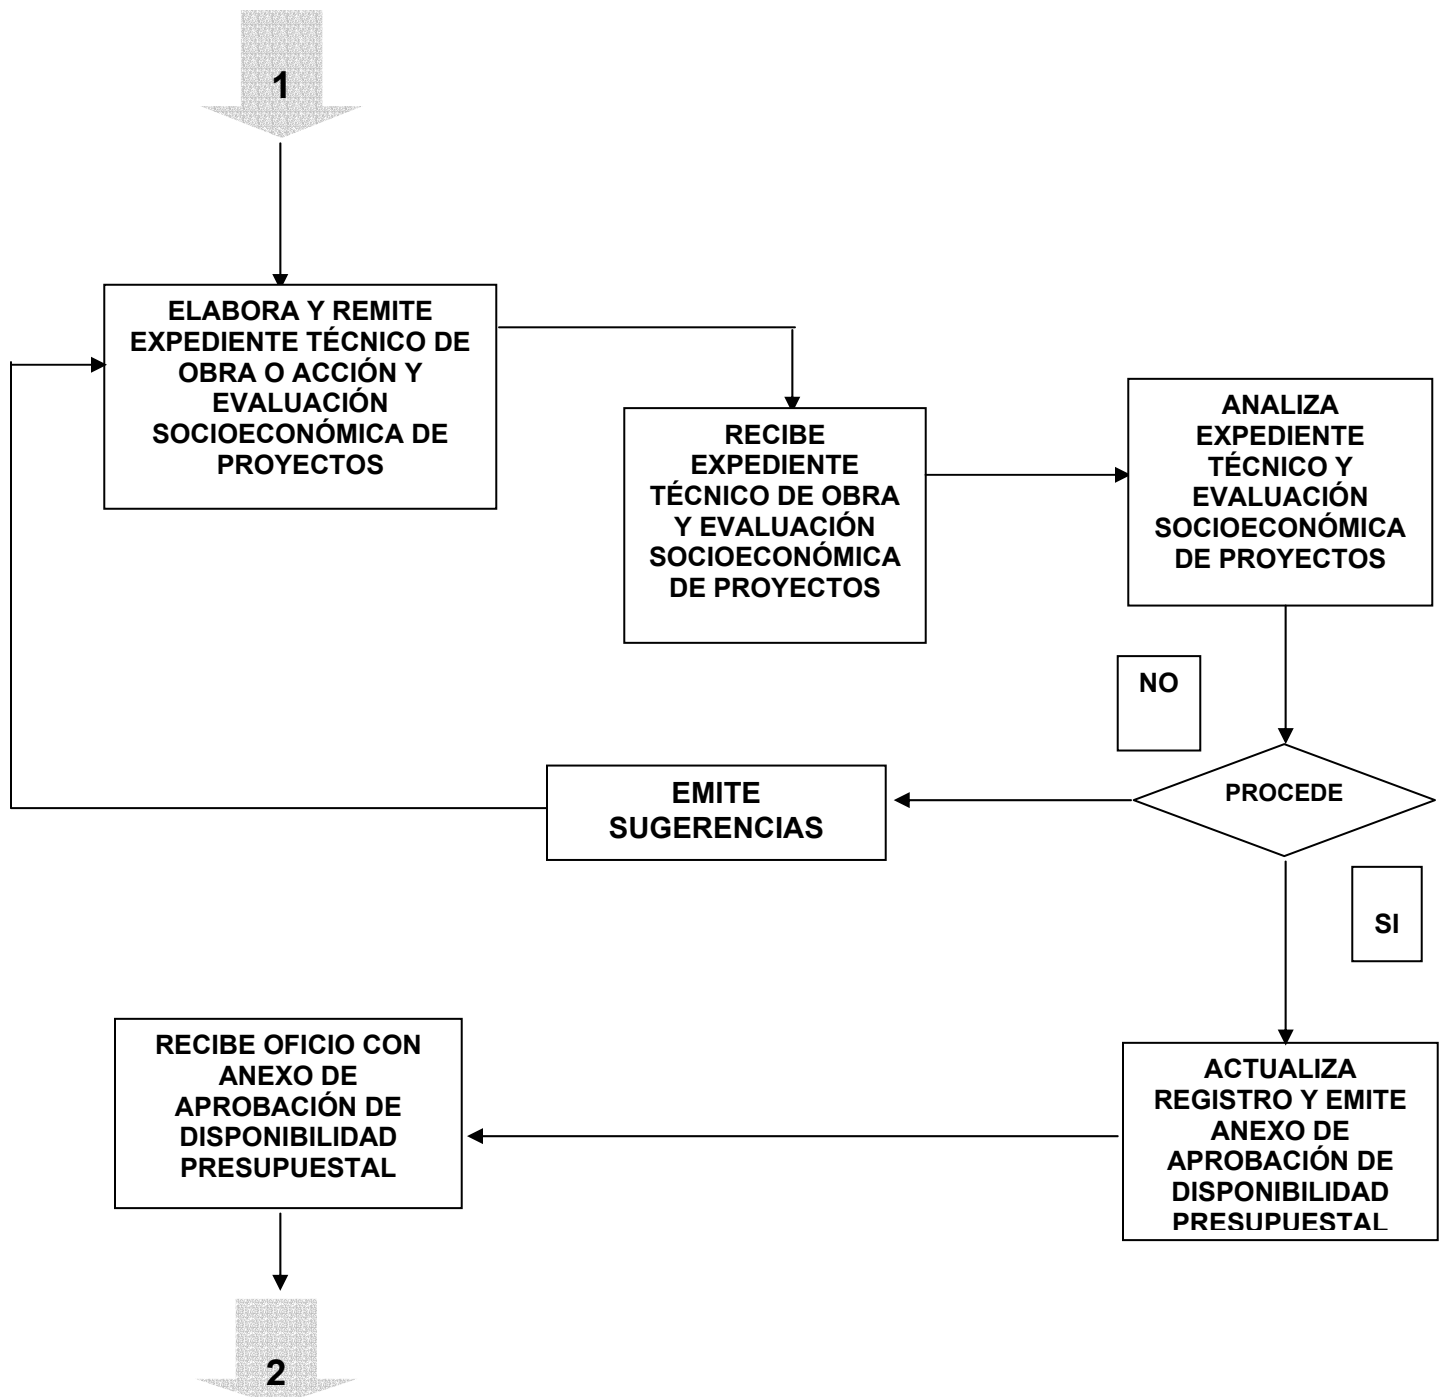 1
ELABORA Y REMITE
EXPEDIENTE TÉCNICO DE
OBRA O ACCIÓN Y
EVALUACIÓN
SOCIOECONÓMICA DE
PROYECTOS
RECIBE
EXPEDIENTE
TÉCNICO DE OBRA
Y EVALUACIÓN
SOCIOECONÓMICA
DE PROYECTOS
ANALIZA
EXPEDIENTE
TÉCNICO Y
EVALUACIÓN
SOCIOECONÓMICA
DE PROYECTOS
NO
PROCEDE
EMITE
SUGERENCIAS
SI
ACTUALIZA
REGISTRO Y EMITE
ANEXO DE
APROBACIÓN DE
DISPONIBILIDAD
PRESUPUESTAL
RECIBE OFICIO CON
ANEXO DE
APROBACIÓN DE
DISPONIBILIDAD
PRESUPUESTAL
2